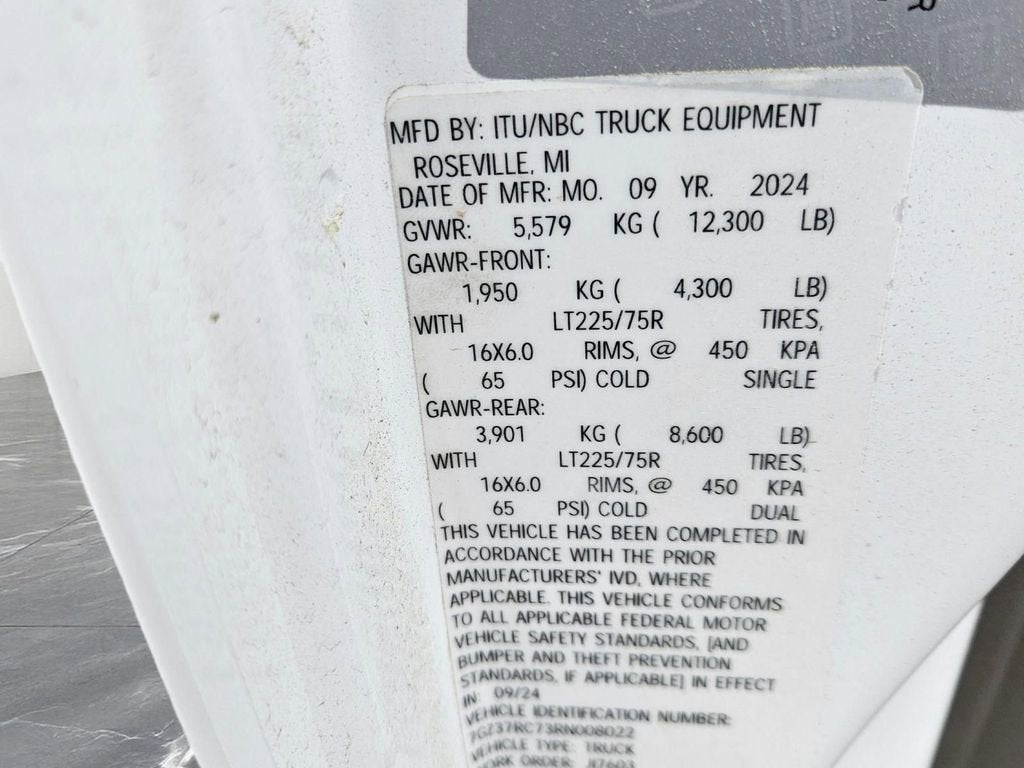 MFD BY: ITU/NBC TRUCK EQUIPMENT
ROSEVILLE, MI
DATE OF MFR: MO. 09 YR. 2024
GVWR: 5,579 KG ( 12,300 LB)
GAWR-FRONT:
1,950 KG ( 4,300 LB)
WITH LT225/75R TIRES,
16X6.0 RIMS, @ 450 KPA
( 65 PSI) COLD SINGLE
GAWR-REAR:
3,901 KG ( 8,600 LB)
WITH LT225/75R TIRES,
16X6.0 RIMS, @ 450 KPA
( 65 PSI) COLD DUAL
THIS VEHICLE HAS BEEN COMPLETED IN
ACCORDANCE WITH THE PRIOR
MANUFACTURERS' IVD, WHERE
APPLICABLE. THIS VEHICLE CONFORMS
TO ALL APPLICABLE FEDERAL MOTOR
VEHICLE SAFETY STANDARDS, [AND
BUMPER AND THEFT PREVENTION
STANDARDS, IF APPLICABLE] IN EFFECT
IN: 09/24
VEHICLE IDENTIFICATION NUMBER:
7GZ37RC73RN008022
VEHICLE TYPE: TRUCK
WORK ORDER: JI7603